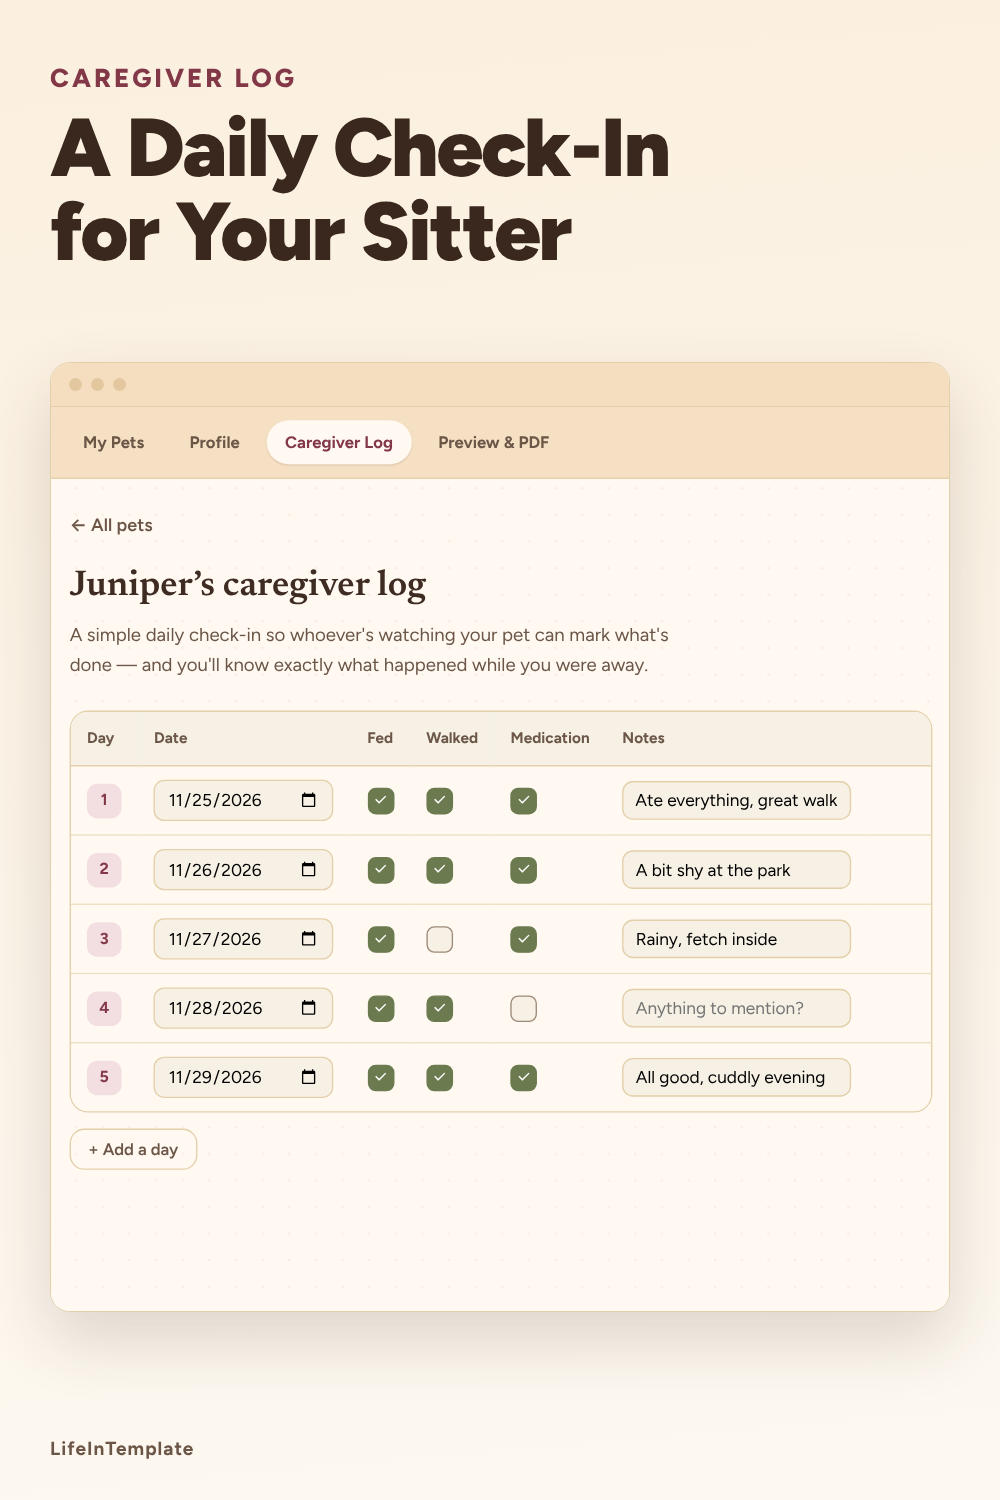 CAREGIVER LOG
A Daily Check-In
for Your Sitter
My Pets Profile Caregiver Log Preview & PDF
← All pets
Juniper’s caregiver log
A simple daily check-in so whoever's watching your pet can mark what's
done — and you'll know exactly what happened while you were away.
Day Date Fed Walked Medication Notes
1 11/25/2026 Ate everything, great walk
2 11/26/2026 A bit shy at the park
3 11/27/2026 Rainy, fetch inside
4 11/28/2026 Anything to mention?
5 11/29/2026 All good, cuddly evening
+ Add a day
LifeInTemplate